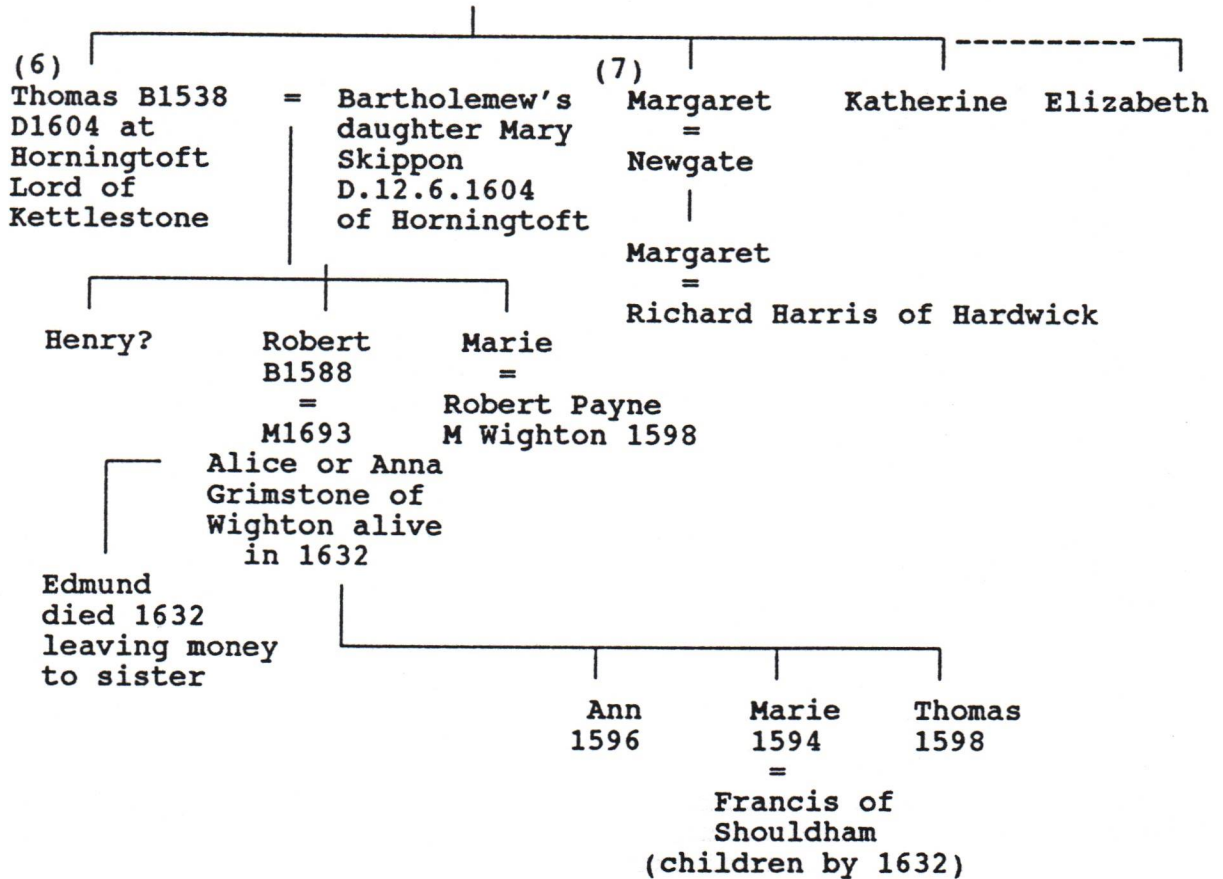 (6)
Thomas B1538 = Bartholemew's
D1604 at daughter Mary
Horningtoft Skippon
Lord of D.12.6.1604
Kettlestone of Horningtoft
(7)
Margaret
=
Newgate
Margaret
=
Richard Harris of Hardwick
Katherine
Elizabeth
Henry?
Robert
B1588
=
M1693
Alice or Anna
Grimstone of
Wighton alive
in 1632
Marie
=
Robert Payne
M Wighton 1598
Edmund
died 1632
leaving money
to sister
Ann
1596
Marie
1594
=
Francis of
Shouldham
(children by 1632)
Thomas
1598